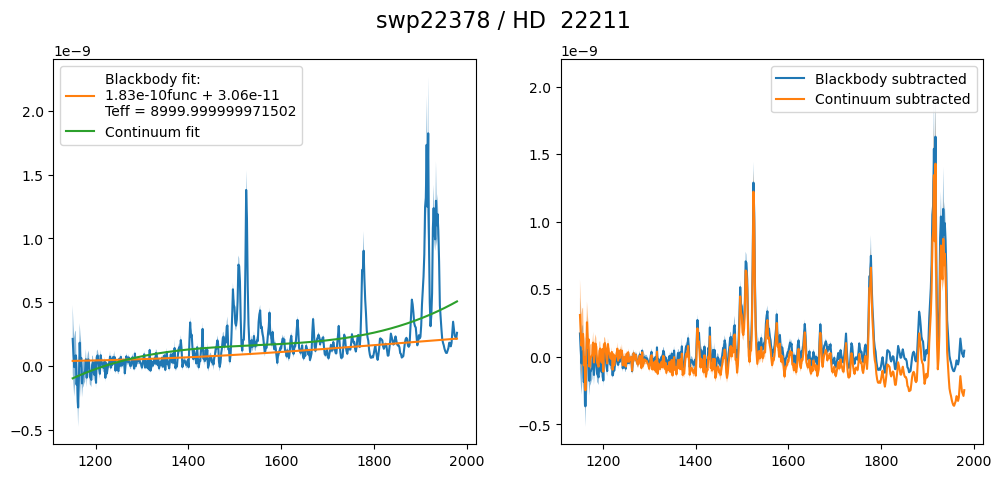 swp22378 / HD  22211
1e−9
Blackbody fit:
1.83e-10func + 3.06e-11
Teff = 8999.999999971502
Continuum fit
2.0
1.5
1.0
0.5
0.0
−0.5
1200
1400
1600
1800
2000
1e−9
Blackbody subtracted
Continuum subtracted
2.0
1.5
1.0
0.5
0.0
−0.5
1200
1400
1600
1800
2000